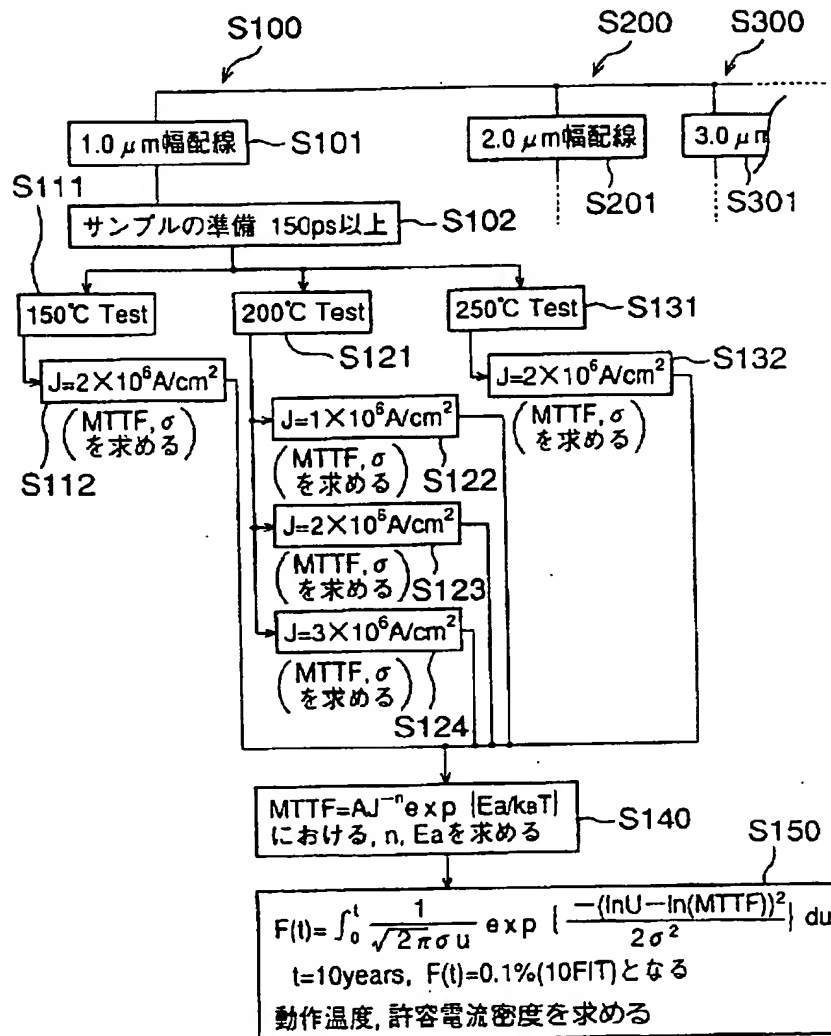 S100
S200
S300
1.0 μm幅配線
S101
2.0 μm幅配線
S201
3.0 μ
S301
S111
サンプルの準備 150ps以上
S102
150℃ Test
200℃ Test
S121
250℃ Test
S131
J=2×10⁶A/cm²
(MTTF, σ
を求める)
S112
J=1×10⁶A/cm²
(MTTF, σ
を求める)
S122
J=2×10⁶A/cm²
(MTTF, σ
を求める)
S123
J=3×10⁶A/cm²
(MTTF, σ
を求める)
S124
J=2×10⁶A/cm²
S132
(MTTF, σ
を求める)
MTTF=AJ⁻ⁿexp {Ea/kBT}
における, n, Eaを求める
S140
S150
F(t)=∫₀ᵗ 1/(√2π σu) exp {−(lnU−ln(MTTF))²/2σ²} du
t=10years, F(t)=0.1%(10FIT)となる
動作温度, 許容電流密度を求める